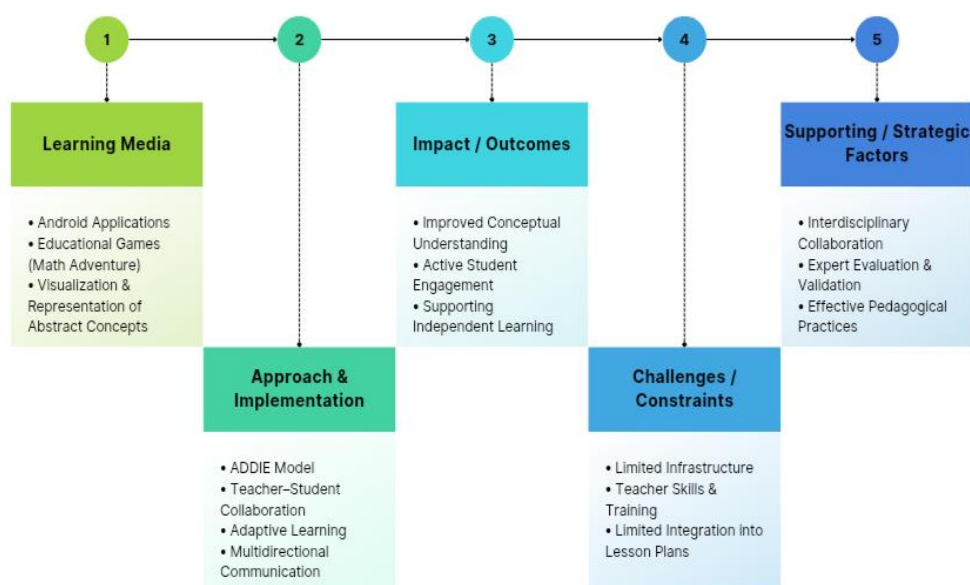 1
2
3
4
5
Learning Media
• Android Applications
• Educational Games
(Math Adventure)
• Visualization &
Representation of
Abstract Concepts
Approach &
Implementation
• ADDIE Model
• Teacher–Student
Collaboration
• Adaptive Learning
• Multidirectional
Communication
Impact / Outcomes
• Improved Conceptual
Understanding
• Active Student
Engagement
• Supporting
Independent Learning
Challenges /
Constraints
• Limited Infrastructure
• Teacher Skills &
Training
• Limited Integration into
Lesson Plans
Supporting / Strategic
Factors
• Interdisciplinary
Collaboration
• Expert Evaluation &
Validation
• Effective Pedagogical
Practices